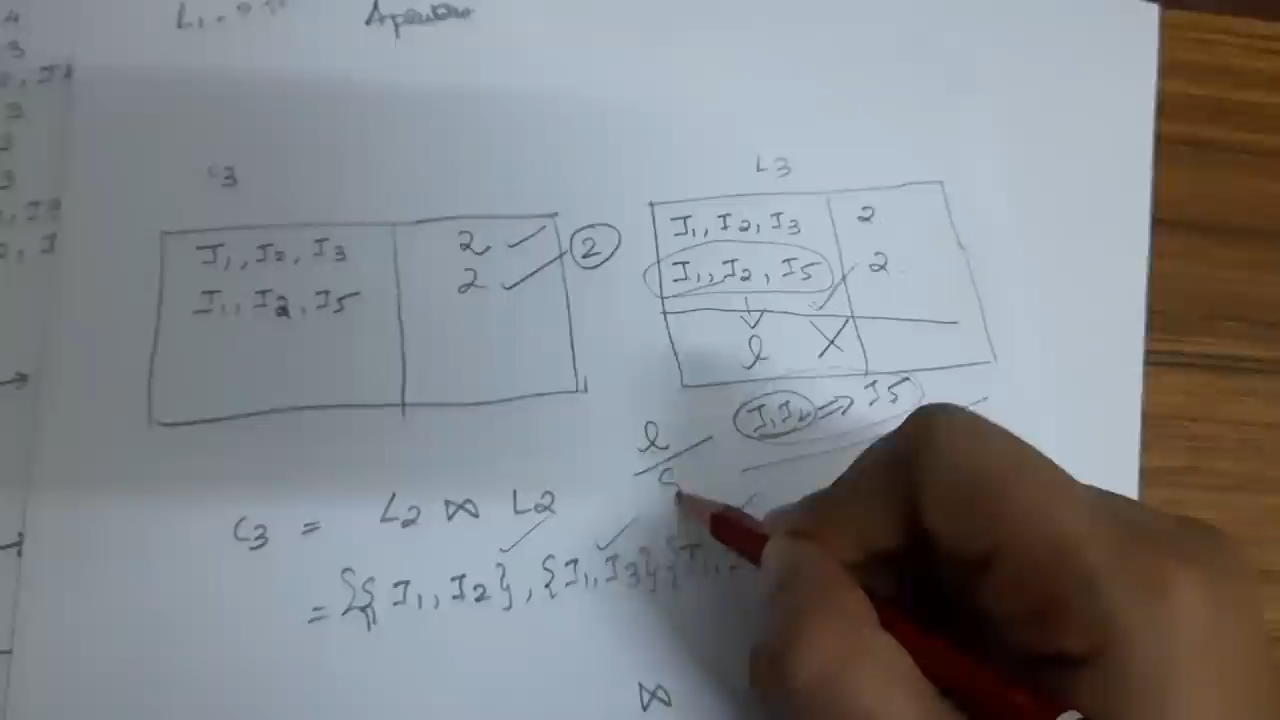 C3
I1, I2, I3 2
I1, I2, I5 2
2
L3
I1, I2, I3 2
I1, I2, I5 2
l X
I1 I2 ⇒ I5
l
S
C3 = L2 ⋈ L2
= {{I1, I2}, {I1, I3} {I1,
⋈